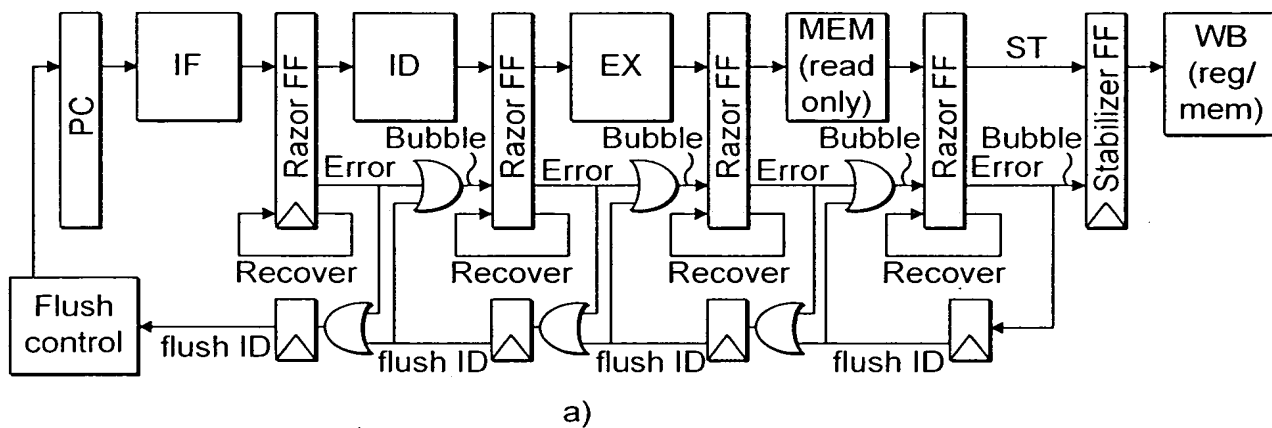 PC
IF
Razor FF
ID
Razor FF
EX
Razor FF
MEM
(read
only)
Razor FF
ST
Stabilizer FF
WB
(reg/
mem)
Error
Bubble
Error
Bubble
Error
Bubble
Error
Bubble
Recover
Recover
Recover
Recover
Flush
control
flush ID
flush ID
flush ID
flush ID
a)